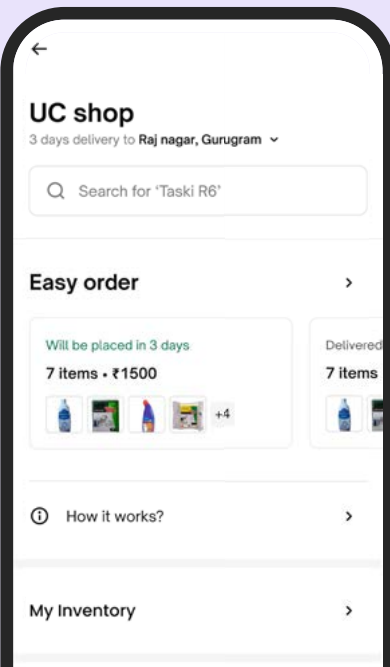 UC shop
3 days delivery to Raj nagar, Gurugram
Search for ‘Taski R6’
Easy order
Will be placed in 3 days
7 items • ₹1500
+4
Delivered
7 items
How it works?
My Inventory